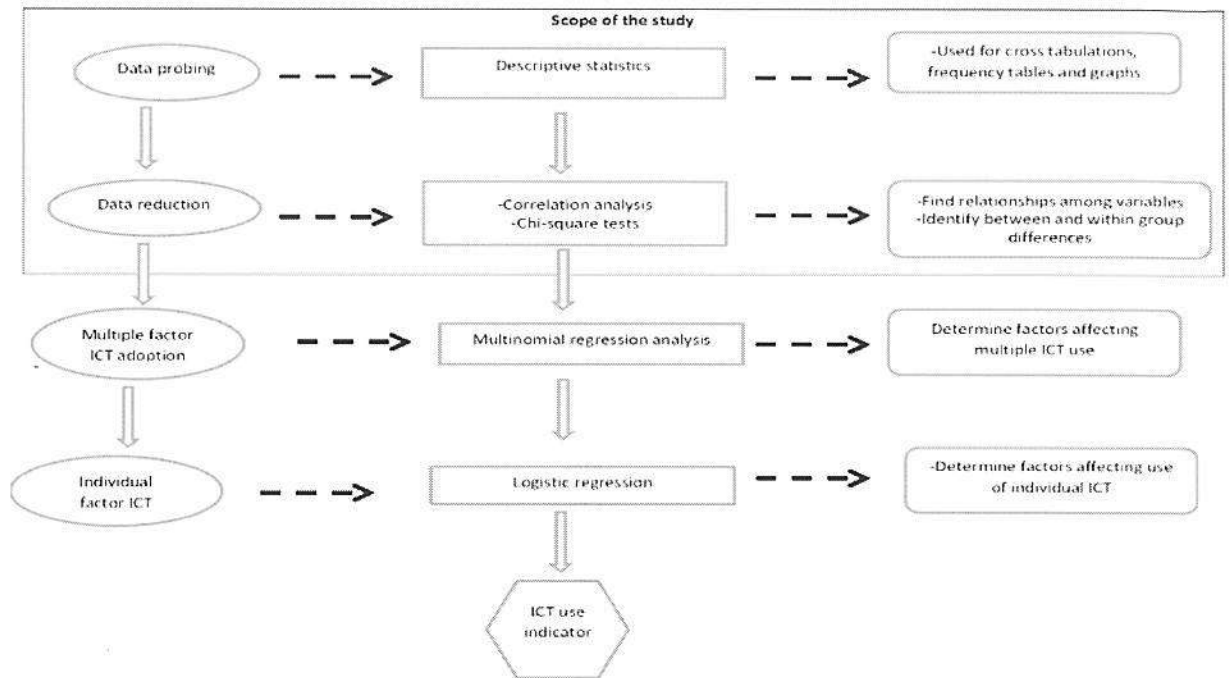 Scope of the study
Data probing
Descriptive statistics
-Used for cross tabulations,
frequency tables and graphs
Data reduction
-Correlation analysis
-Chi-square tests
-Find relationships among variables
-Identify between and within group
differences
Multiple factor
ICT adoption
Multinomial regression analysis
Determine factors affecting
multiple ICT use
Individual
factor ICT
Logistic regression
-Determine factors affecting use
of individual ICT
ICT use
indicator